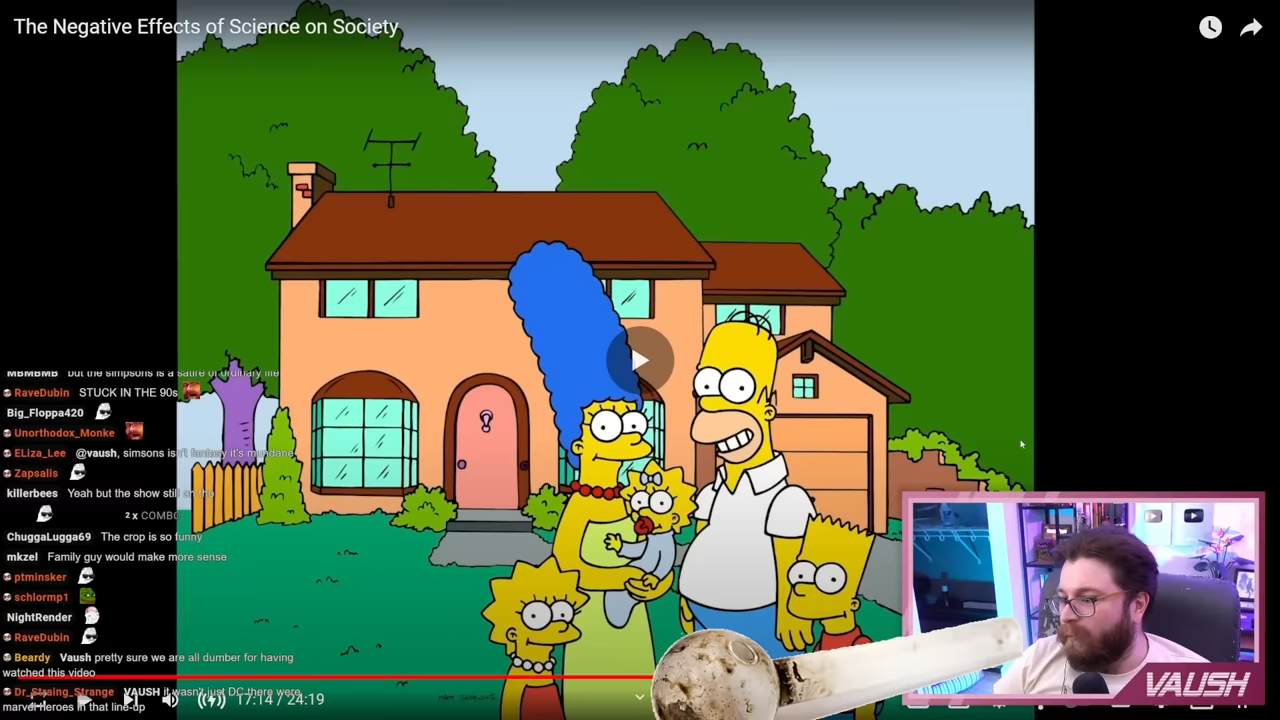 The Negative Effects of Science on Society
MBMBMB but the simpsons is a satire of ordinary life
RaveDubin STUCK IN THE 90s
Big_Floppa420
Unorthodox_Monke
ELiza_Lee @vaush, simsons isn't fantasy it's mundane
Zapsalis
killerbees Yeah but the show still on the
2 x COMBO
ChuggaLugga69 The crop is so funny
mkzel Family guy would make more sense
ptminsker
schlormp1
NightRender
RaveDubin
Beardy Vaush pretty sure we are all dumber for having
watched this video
Dr_Straing_Strange VAUSH it wasn't just DC there were
marvel heroes in that line-up
17:14 / 24:19
VAUSH